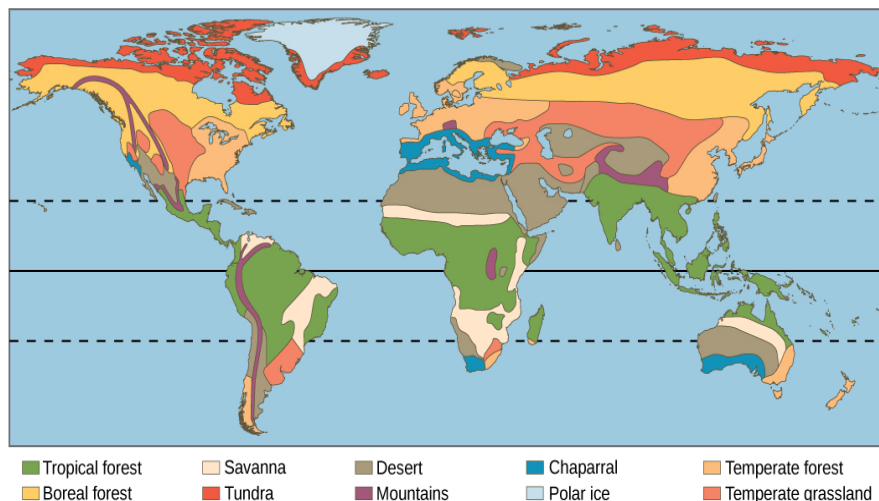 Tropical forest Savanna Desert Chaparral Temperate forest
Boreal forest Tundra Mountains Polar ice Temperate grassland